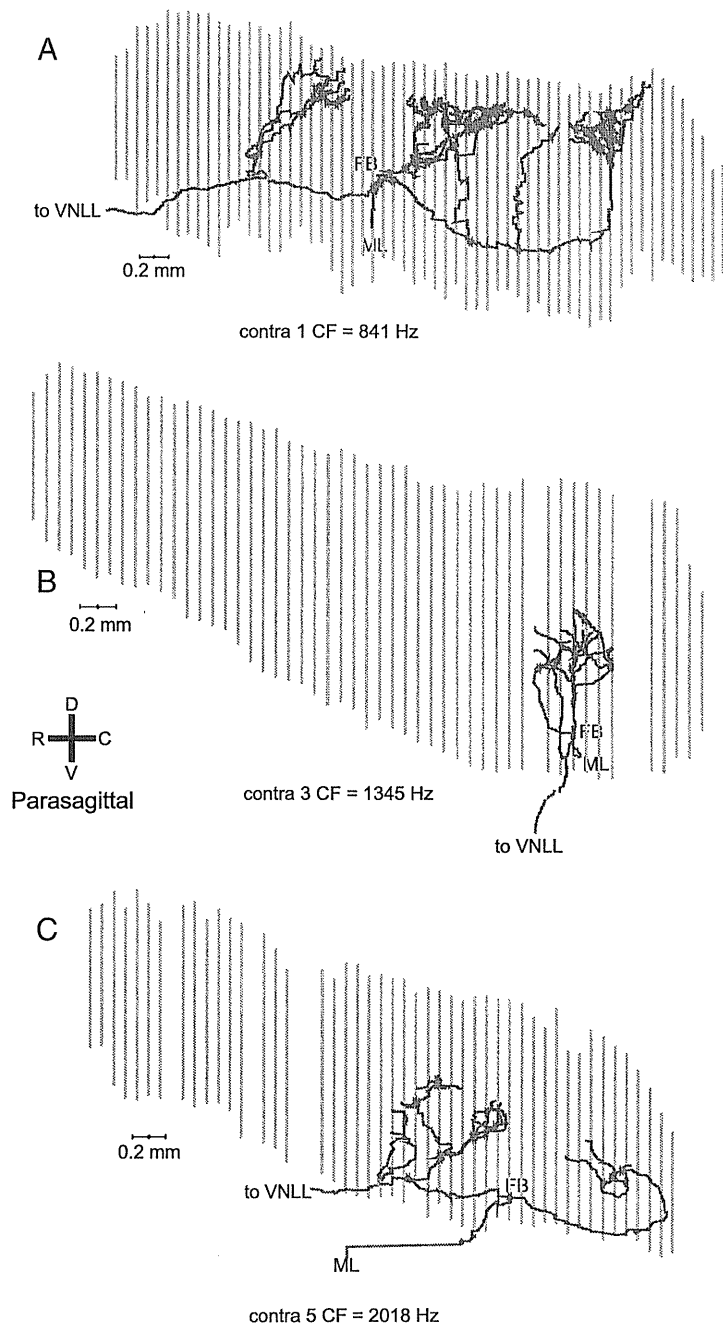 A
FB
to VNLL
ML
0.2 mm
contra 1 CF = 841 Hz
B
0.2 mm
D
R C
V
Parasagittal
FB
ML
contra 3 CF = 1345 Hz
to VNLL
C
0.2 mm
to VNLL
FB
ML
contra 5 CF = 2018 Hz